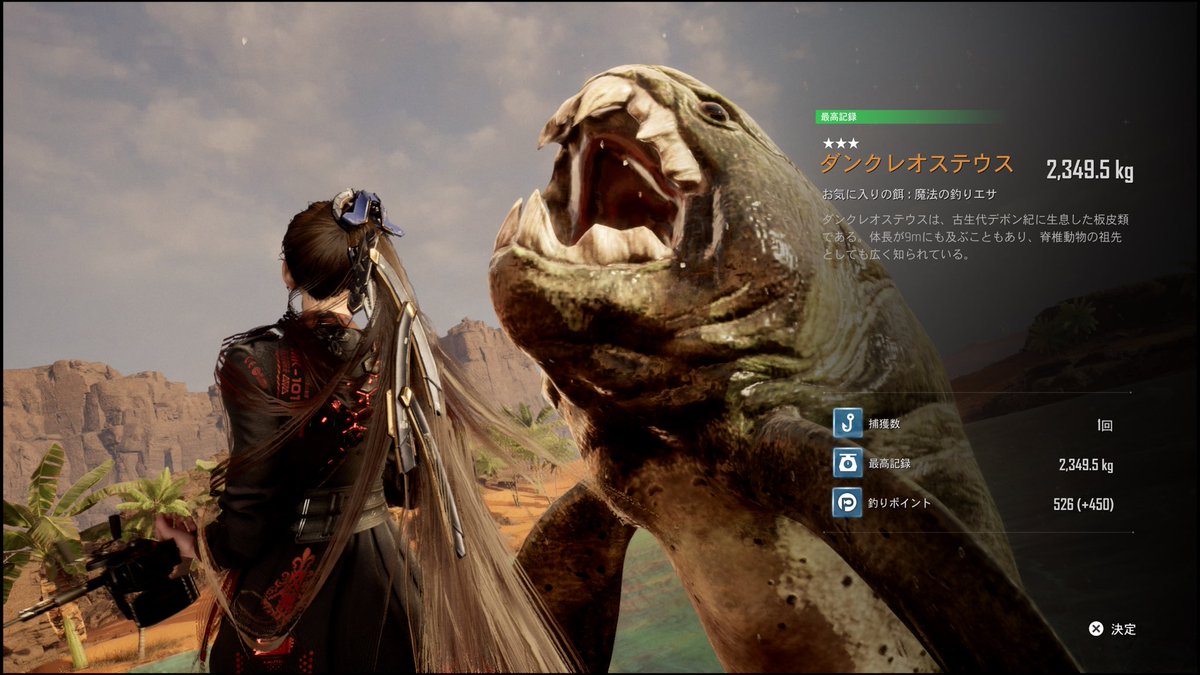 最高記録
★★★
ダンクレオステウス 2,349.5 kg
お気に入りの餌 : 魔法の釣りエサ
ダンクレオステウスは、古生代デボン紀に生息した板皮類
である。体長が9mにも及ぶこともあり、脊椎動物の祖先
としても広く知られている。
捕獲数 1回
最高記録 2,349.5 kg
釣りポイント 526 (+450)
決定